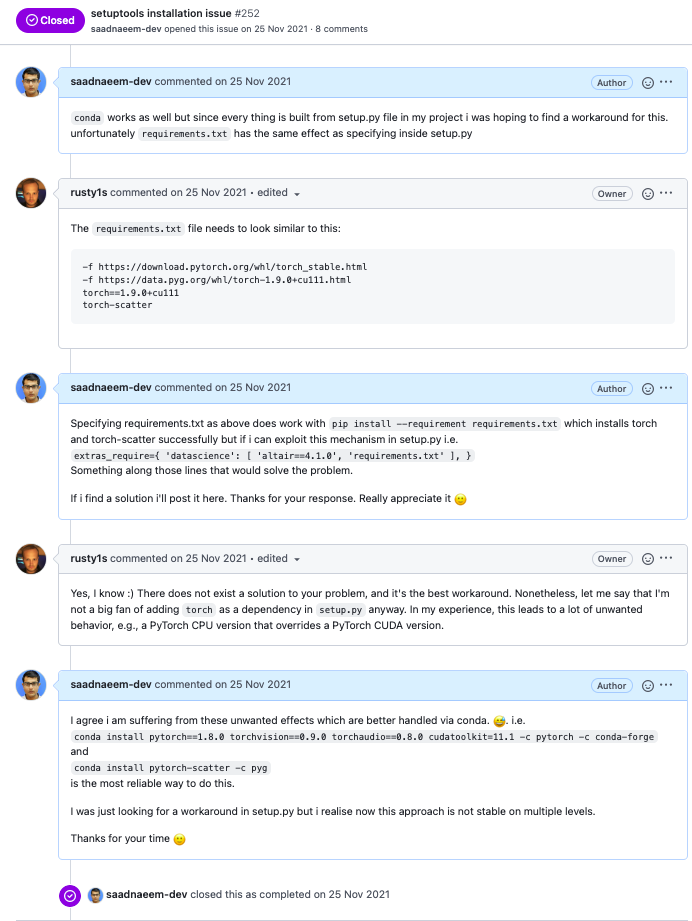 Closed
setuptools installation issue #252
saadnaeem-dev opened this issue on 25 Nov 2021 · 8 comments
saadnaeem-dev commented on 25 Nov 2021
Author
conda works as well but since every thing is built from setup.py file in my project i was hoping to find a workaround for this.
unfortunately requirements.txt has the same effect as specifying inside setup.py
rusty1s commented on 25 Nov 2021 • edited
Owner
The requirements.txt file needs to look similar to this:
-f https://download.pytorch.org/whl/torch_stable.html
-f https://data.pyg.org/whl/torch-1.9.0+cu111.html
torch==1.9.0+cu111
torch-scatter
saadnaeem-dev commented on 25 Nov 2021
Author
Specifying requirements.txt as above does work with pip install --requirement requirements.txt which installs torch
and torch-scatter successfully but if i can exploit this mechanism in setup.py i.e.
extras_require={ 'datascience': [ 'altair==4.1.0', 'requirements.txt' ], }
Something along those lines that would solve the problem.
If i find a solution i'll post it here. Thanks for your response. Really appreciate it 🙂
rusty1s commented on 25 Nov 2021 • edited
Owner
Yes, I know :) There does not exist a solution to your problem, and it's the best workaround. Nonetheless, let me say that I'm
not a big fan of adding torch as a dependency in setup.py anyway. In my experience, this leads to a lot of unwanted
behavior, e.g., a PyTorch CPU version that overrides a PyTorch CUDA version.
saadnaeem-dev commented on 25 Nov 2021
Author
I agree i am suffering from these unwanted effects which are better handled via conda. 😅. i.e.
conda install pytorch==1.8.0 torchvision==0.9.0 torchaudio==0.8.0 cudatoolkit=11.1 -c pytorch -c conda-forge
and
conda install pytorch-scatter -c pyg
is the most reliable way to do this.
I was just looking for a workaround in setup.py but i realise now this approach is not stable on multiple levels.
Thanks for your time 🙂
saadnaeem-dev closed this as completed on 25 Nov 2021